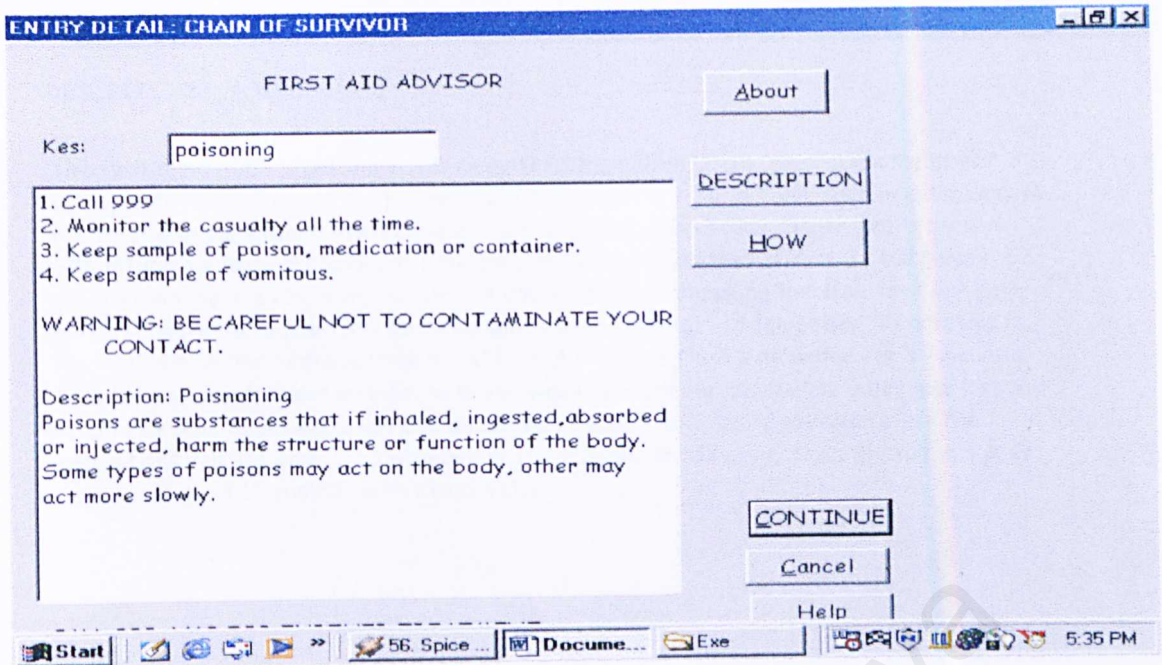 ENTRY DETAIL: CHAIN OF SURVIVOR
FIRST AID ADVISOR
About
Kes: poisoning
DESCRIPTION
HOW
1. Call 999
2. Monitor the casualty all the time.
3. Keep sample of poison, medication or container.
4. Keep sample of vomitous.
WARNING: BE CAREFUL NOT TO CONTAMINATE YOUR
CONTACT.
Description: Poisnoning
Poisons are substances that if inhaled, ingested,absorbed
or injected, harm the structure or function of the body.
Some types of poisons may act on the body, other may
act more slowly.
CONTINUE
Cancel
Help
Start » 56. Spice ... Docume... Exe 5:35 PM